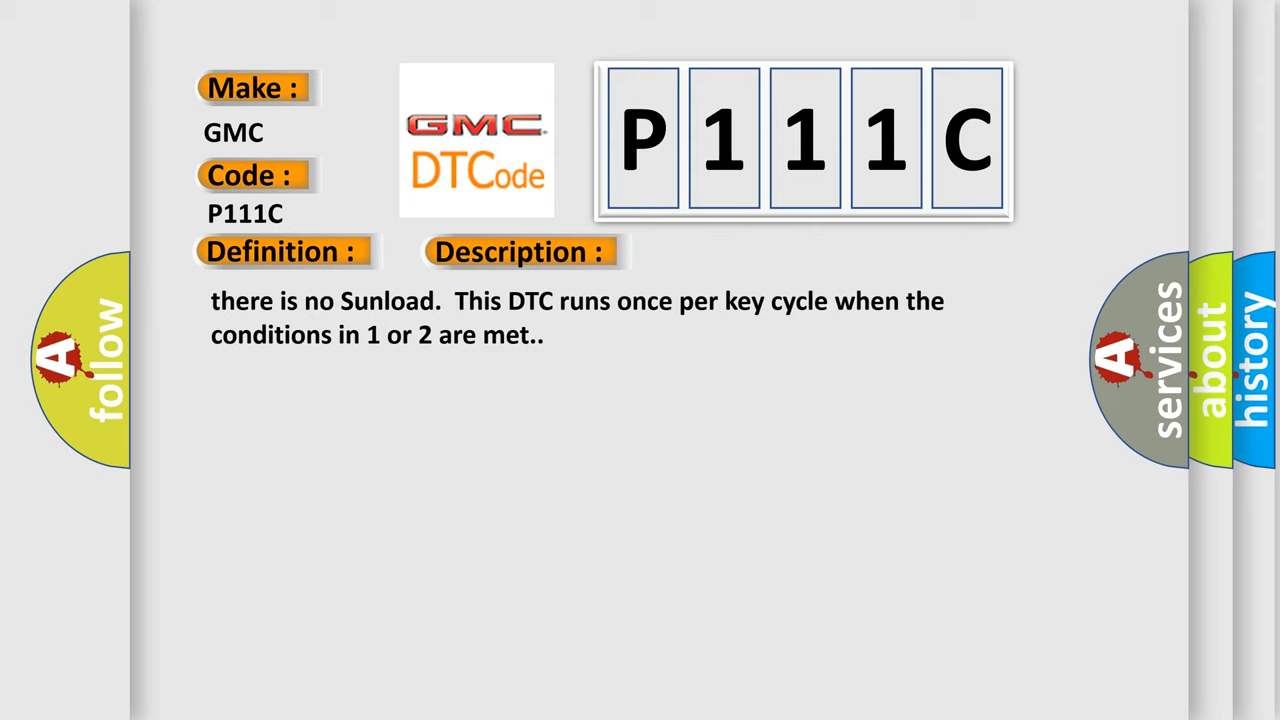 Make :
GMC
Code :
P111C
Definition :
Description :
GMC
DTCode
P 1 1 1 C
there is no Sunload. This DTC runs once per key cycle when the
conditions in 1 or 2 are met..
A follow
A services
about
history